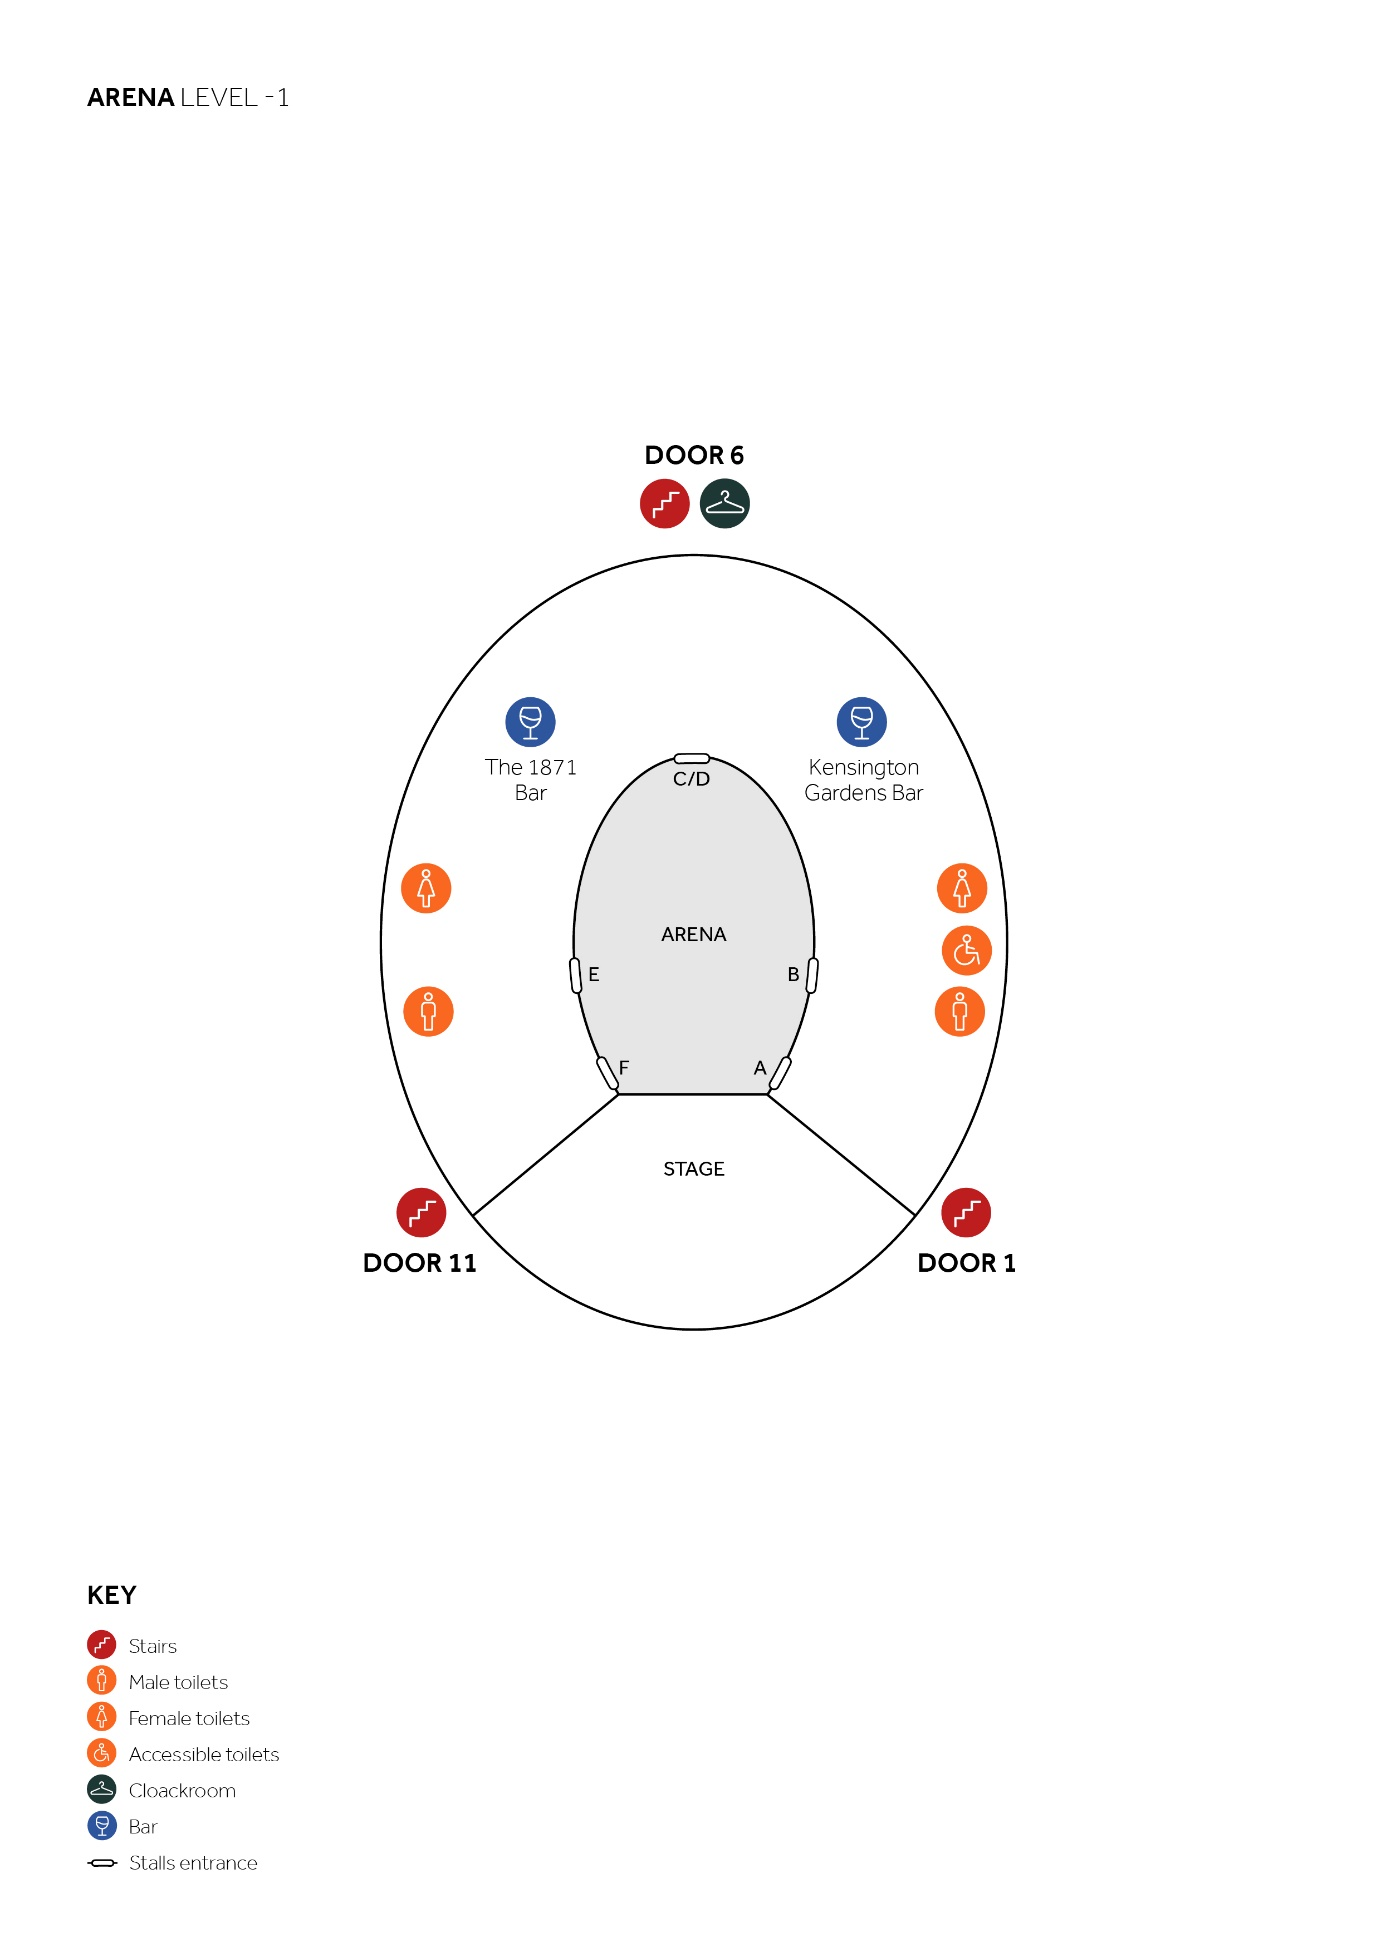 ARENA LEVEL -1
DOOR 6
The 1871
Bar
Kensington
Gardens Bar
C/D
ARENA
E
B
F
A
STAGE
DOOR 11
DOOR 1
KEY
Stairs
Male toilets
Female toilets
Accessible toilets
Cloackroom
Bar
Stalls entrance